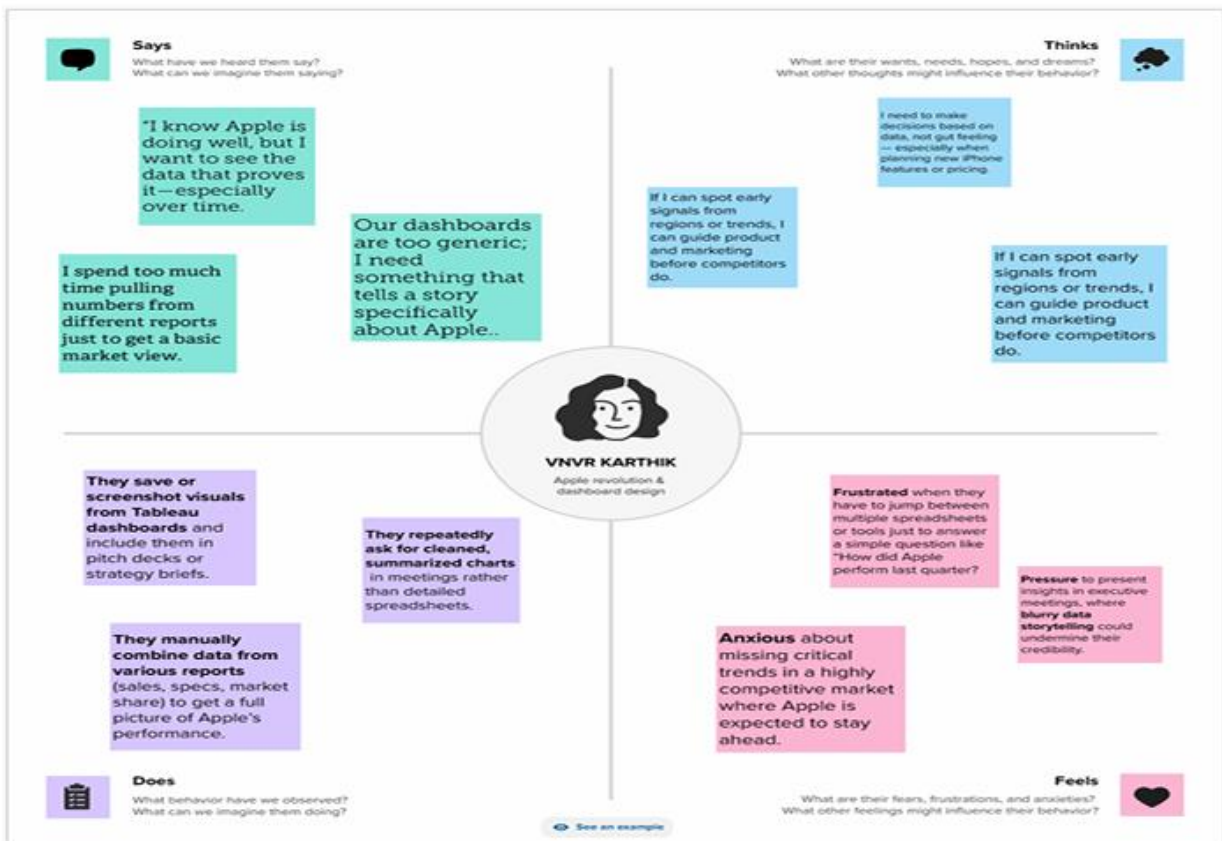 Says
What have we heard them say?
What can we imagine them saying?
"I know Apple is
doing well, but I
want to see the
data that proves
it—especially
over time.
Our dashboards
are too generic;
I need
something that
tells a story
specifically
about Apple..
I spend too much
time pulling
numbers from
different reports
just to get a basic
market view.
Thinks
What are their wants, needs, hopes, and dreams?
What other thoughts might influence their behavior?
I need to make
decisions based on
data, not gut feeling
— especially when
planning new iPhone
features or pricing.
If I can spot early
signals from
regions or trends, I
can guide product
and marketing
before competitors
do.
If I can spot early
signals from
regions or trends, I
can guide product
and marketing
before competitors
do.
VNVR KARTHIK
Apple revolution &
dashboard design
They save or
screenshot visuals
from Tableau
dashboards and
include them in
pitch decks or
strategy briefs.
They repeatedly
ask for cleaned,
summarized charts
in meetings rather
than detailed
spreadsheets.
They manually
combine data from
various reports
(sales, specs, market
share) to get a full
picture of Apple's
performance.
Does
What behavior have we observed?
What can we imagine them doing?
Frustrated when they
have to jump between
multiple spreadsheets
or tools just to answer
a simple question like
"How did Apple
perform last quarter?
Pressure to present
insights in executive
meetings, where
blurry data
storytelling could
undermine their
credibility.
Anxious about
missing critical
trends in a highly
competitive market
where Apple is
expected to stay
ahead.
Feels
What are their fears, frustrations, and anxieties?
What other feelings might influence their behavior?
See an example